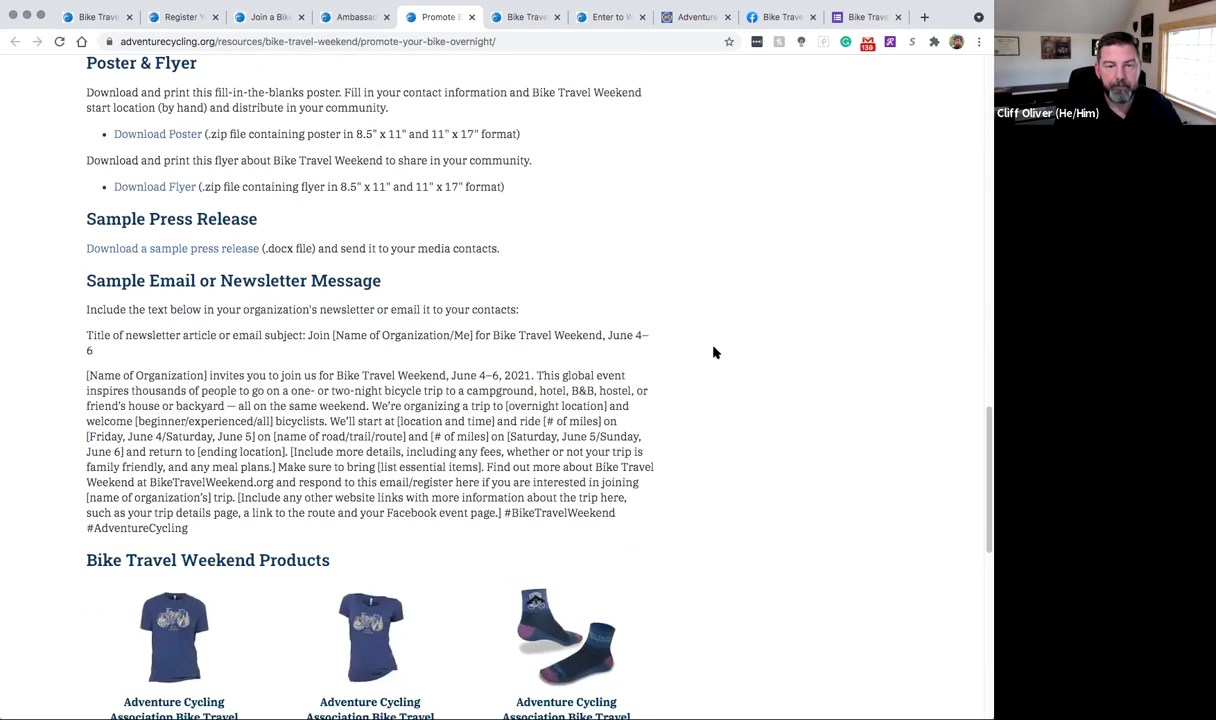 Bike Trave
Register Y
Join a Bik
Ambassad
Promote B
Bike Trave
Enter to W
Adventure
Bike Trave
Bike Trave
adventurecycling.org/resources/bike-travel-weekend/promote-your-bike-overnight/
139
Cliff Oliver (He/Him)
Poster & Flyer
Download and print this fill-in-the-blanks poster. Fill in your contact information and Bike Travel Weekend
start location (by hand) and distribute in your community.
• Download Poster (.zip file containing poster in 8.5" x 11" and 11" x 17" format)
Download and print this flyer about Bike Travel Weekend to share in your community.
• Download Flyer (.zip file containing flyer in 8.5" x 11" and 11" x 17" format)
Sample Press Release
Download a sample press release (.docx file) and send it to your media contacts.
Sample Email or Newsletter Message
Include the text below in your organization's newsletter or email it to your contacts:
Title of newsletter article or email subject: Join [Name of Organization/Me] for Bike Travel Weekend, June 4–
6
[Name of Organization] invites you to join us for Bike Travel Weekend, June 4–6, 2021. This global event
inspires thousands of people to go on a one- or two-night bicycle trip to a campground, hotel, B&B, hostel, or
friend's house or backyard — all on the same weekend. We're organizing a trip to [overnight location] and
welcome [beginner/experienced/all] bicyclists. We'll start at [location and time] and ride [# of miles] on
[Friday, June 4/Saturday, June 5] on [name of road/trail/route] and [# of miles] on [Saturday, June 5/Sunday,
June 6] and return to [ending location]. [Include more details, including any fees, whether or not your trip is
family friendly, and any meal plans.] Make sure to bring [list essential items]. Find out more about Bike Travel
Weekend at BikeTravelWeekend.org and respond to this email/register here if you are interested in joining
[name of organization's] trip. [Include any other website links with more information about the trip here,
such as your trip details page, a link to the route and your Facebook event page.] #BikeTravelWeekend
#AdventureCycling
Bike Travel Weekend Products
Adventure Cycling
Association Bike Travel
Adventure Cycling
Association Bike Travel
Adventure Cycling
Association Bike Travel